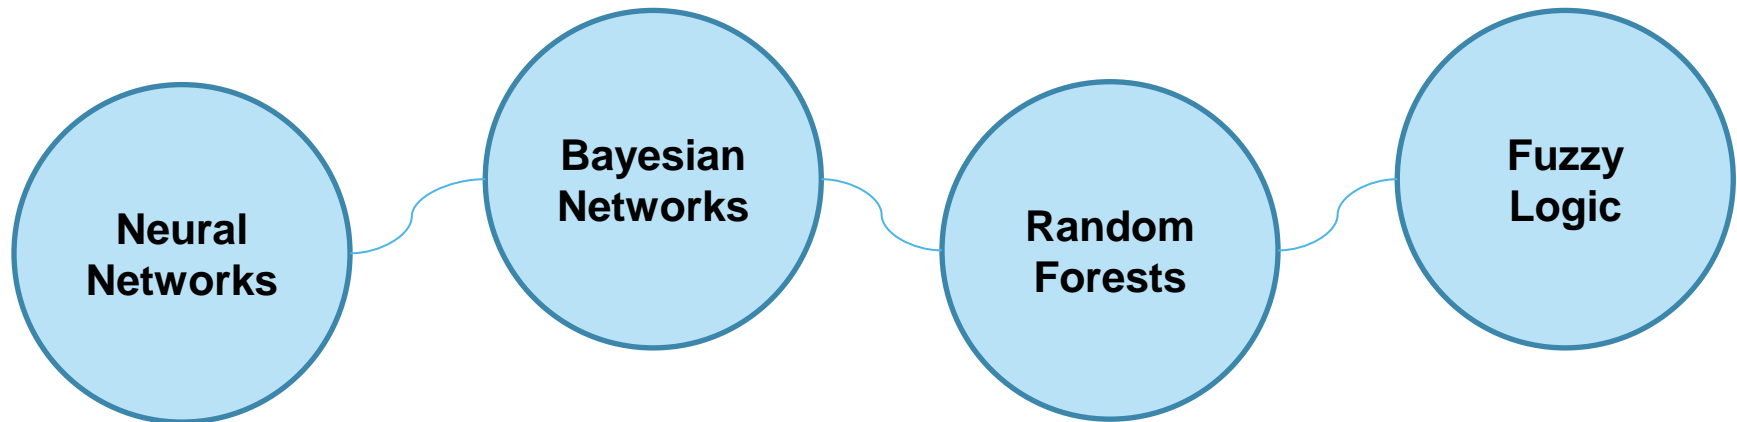 Neural
Networks
Bayesian
Networks
Random
Forests
Fuzzy
Logic